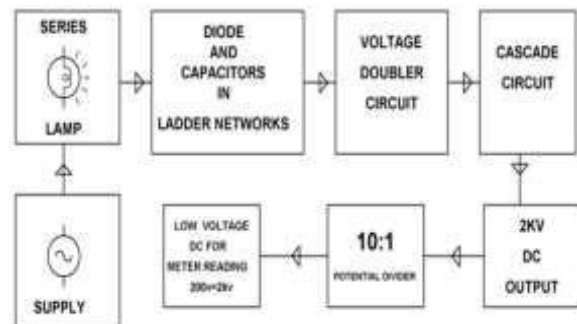 SERIES
LAMP
DIODE
AND
CAPACITORS
IN
LADDER NETWORKS
VOLTAGE
DOUBLER
CIRCUIT
CASCADE
CIRCUIT
SUPPLY
LOW VOLTAGE
DC FOR
METER READING
200v=2kv
10:1
POTENTIAL DIVIDER
2KV
DC
OUTPUT